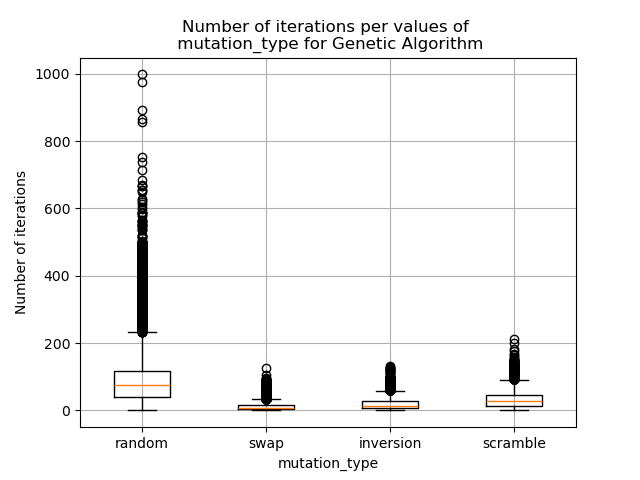 Number of iterations per values of
mutation_type for Genetic Algorithm
Number of iterations
1000
800
600
400
200
0
random swap inversion scramble
mutation_type